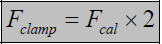 F_clamp = F_cal × 2